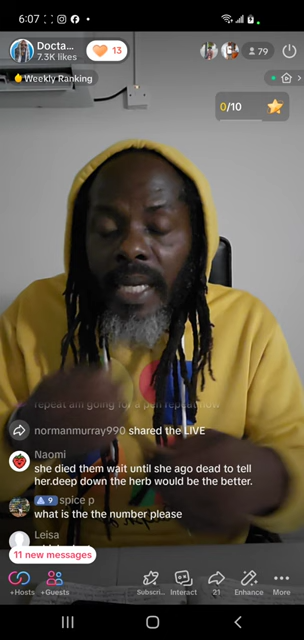 6:07
Docta...
7.3K likes
13
79
Weekly Ranking
0/10
repeat am going for a pen repeat now
normanmurray990 shared the LIVE
Naomi
she died them wait until she ago dead to tell
her.deep down the herb would be the better.
9 spice p
what is the the number please
Leisa
11 new messages
+Hosts
+Guests
Subscri...
Interact
21
Enhance
More